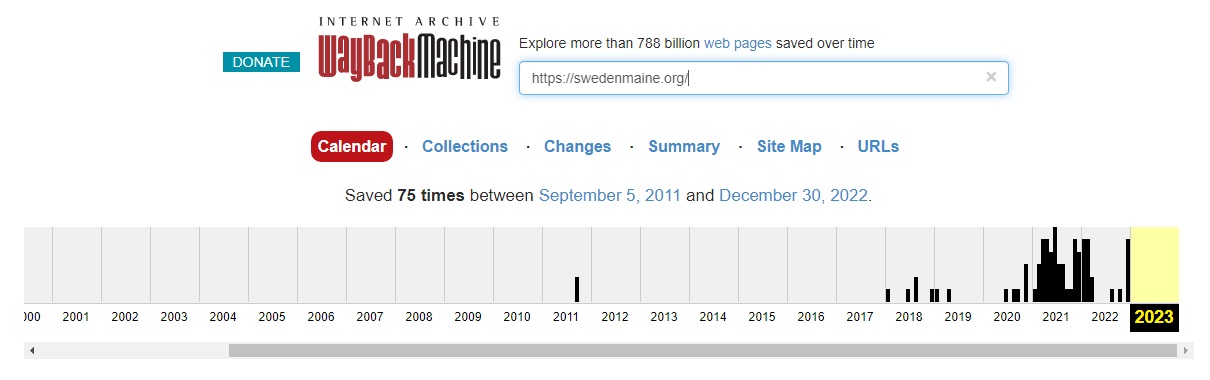 INTERNET ARCHIVE
WayBackMachine
DONATE
Explore more than 788 billion web pages saved over time
https://swedenmaine.org/
×
Calendar · Collections · Changes · Summary · Site Map · URLs
Saved 75 times between September 5, 2011 and December 30, 2022.
00 2001 2002 2003 2004 2005 2006 2007 2008 2009 2010 2011 2012 2013 2014 2015 2016 2017 2018 2019 2020 2021 2022 2023